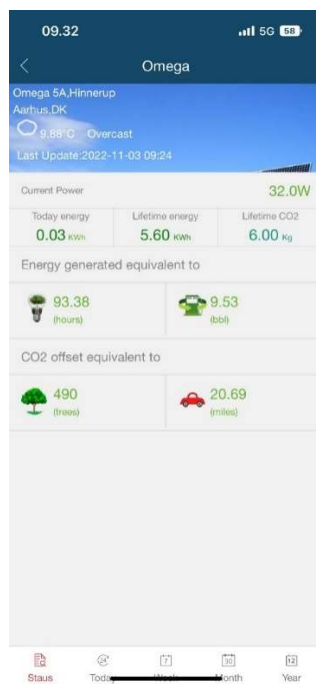 09.32
5G 58
Omega
Omega 5A,Hinnerup
Aarhus,DK
9.88°C Overcast
Last Update:2022-11-03 09:24
Current Power 32.0W
Today energy Lifetime energy Lifetime CO2
0.03 KWh 5.60 KWh 6.00 Kg
Energy generated equivalent to
93.38 9.53
(hours) (bbl)
CO2 offset equivalent to
490 20.69
(trees) (miles)
24 7 30 12
Staus Today Week Month Year